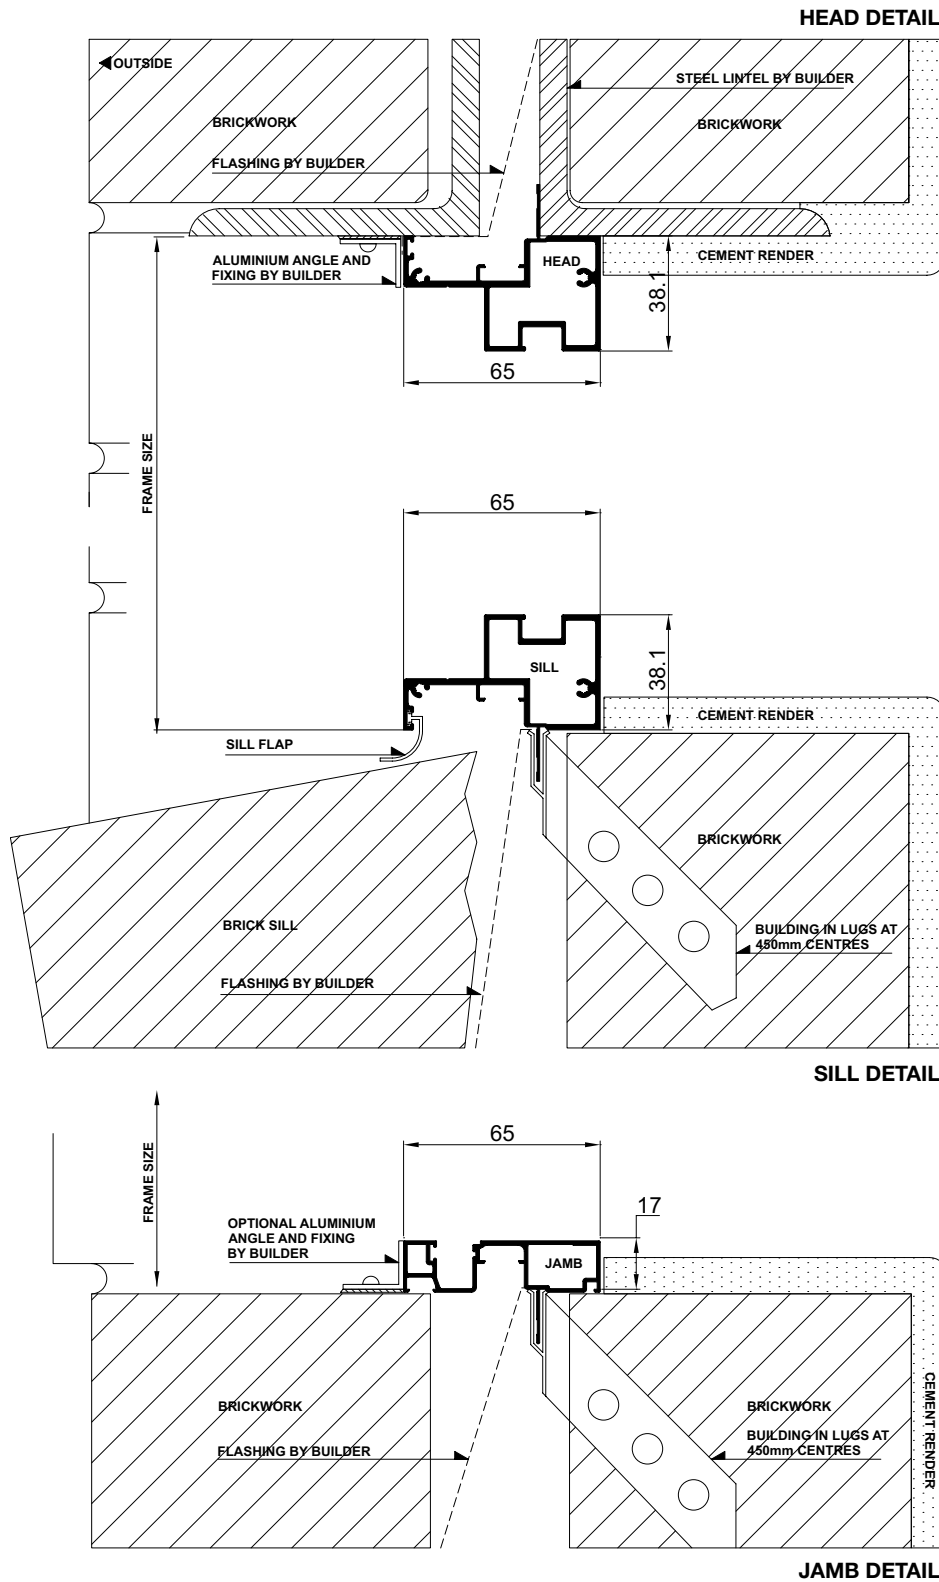 HEAD DETAIL
OUTSIDE
STEEL LINTEL BY BUILDER
BRICKWORK
BRICKWORK
FLASHING BY BUILDER
ALUMINIUM ANGLE AND
FIXING BY BUILDER
HEAD
CEMENT RENDER
38.1
65
FRAME SIZE
65
38.1
SILL
CEMENT RENDER
SILL FLAP
BRICKWORK
BRICK SILL
BUILDING IN LUGS AT
450mm CENTRES
FLASHING BY BUILDER
SILL DETAIL
FRAME SIZE
65
17
OPTIONAL ALUMINIUM
ANGLE AND FIXING
BY BUILDER
JAMB
BRICKWORK
BRICKWORK
CEMENT RENDER
FLASHING BY BUILDER
BUILDING IN LUGS AT
450mm CENTRES
JAMB DETAIL